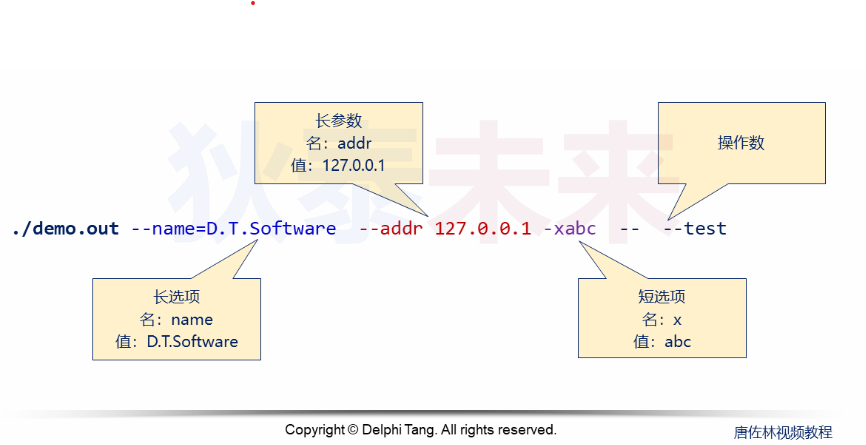 狄泰未来
长参数
名：addr
值：127.0.0.1
操作数
./demo.out --name=D.T.Software --addr 127.0.0.1 -xabc -- --test
长选项
名：name
值：D.T.Software
短选项
名：x
值：abc
Copyright © Delphi Tang. All rights reserved.
唐佐林视频教程